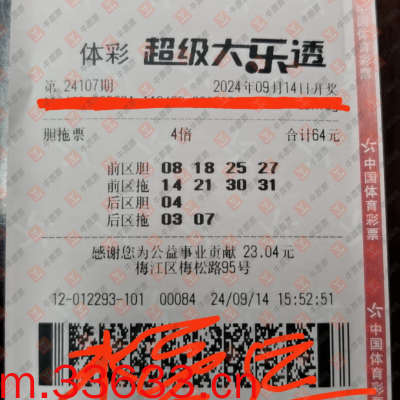 体彩 超级大乐透
第 24107期 2024年09月14日开奖
胆拖票 4倍 合计64元
前区胆 08 18 25 27
前区拖 14 21 30 31
后区胆 04
后区拖 03 07
感谢您为公益事业贡献 23.04元
梅江区梅松路95号
12-012293-101 00084 24/09/14 15:52:51
中国体育彩票
中国体育彩票
m.33633.cn